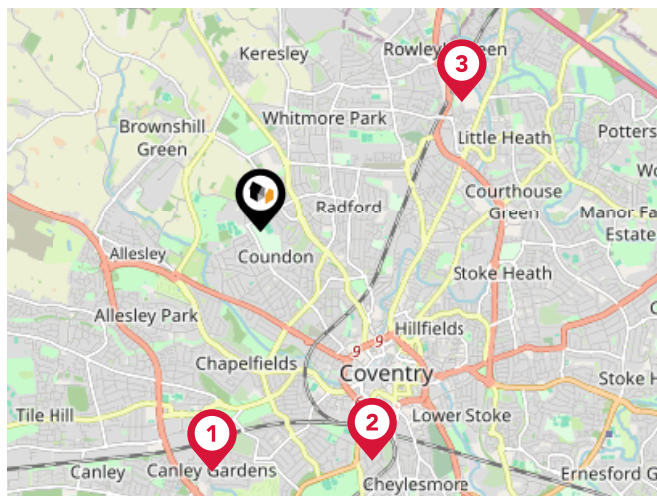 Keresley
Rowley Green
3
Whitmore Park
Brownshill
Green
Little Heath
Potters
Radford
Courthouse
Green
Manor Fa
Estate
Allesley
Coundon
Stoke Heath
Allesley Park
Hillfields
9
9
Chapelfields
Coventry
Stoke H
Tile Hill
1
2
Lower Stoke
Canley
Canley Gardens
Cheylesmore
Ernesford G